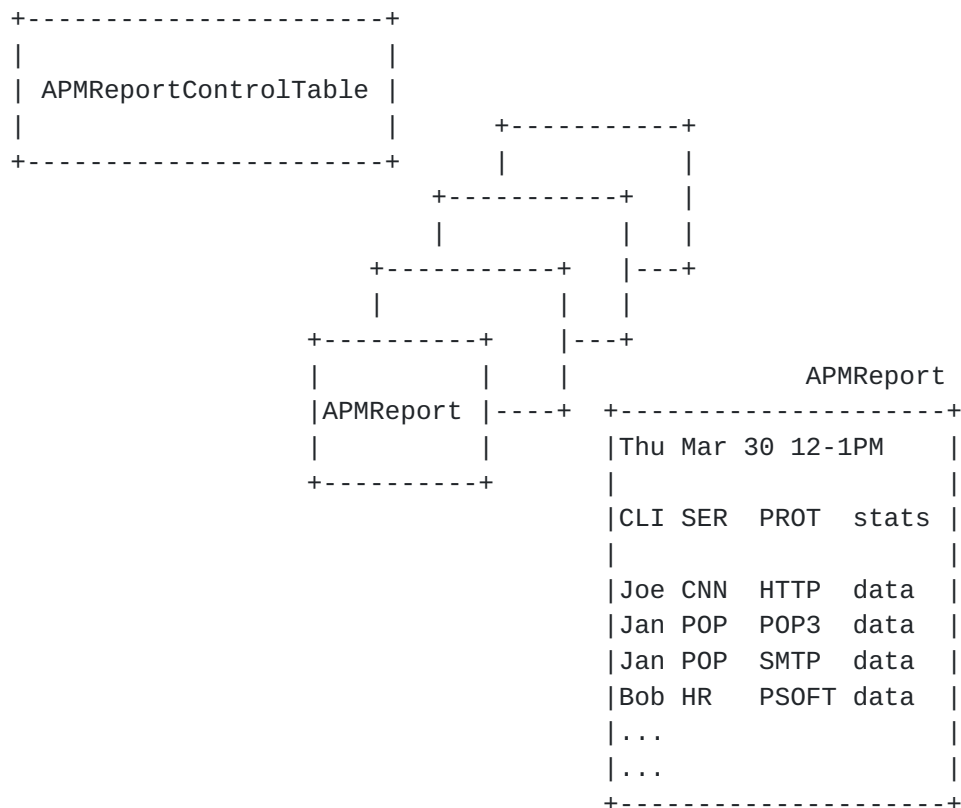 APMReportControlTable
APMReport
APMReport
Thu Mar 30 12-1PM
CLI SER PROT stats
Joe CNN HTTP data
Jan POP POP3 data
Jan POP SMTP data
Bob HR PSOFT data
...
...